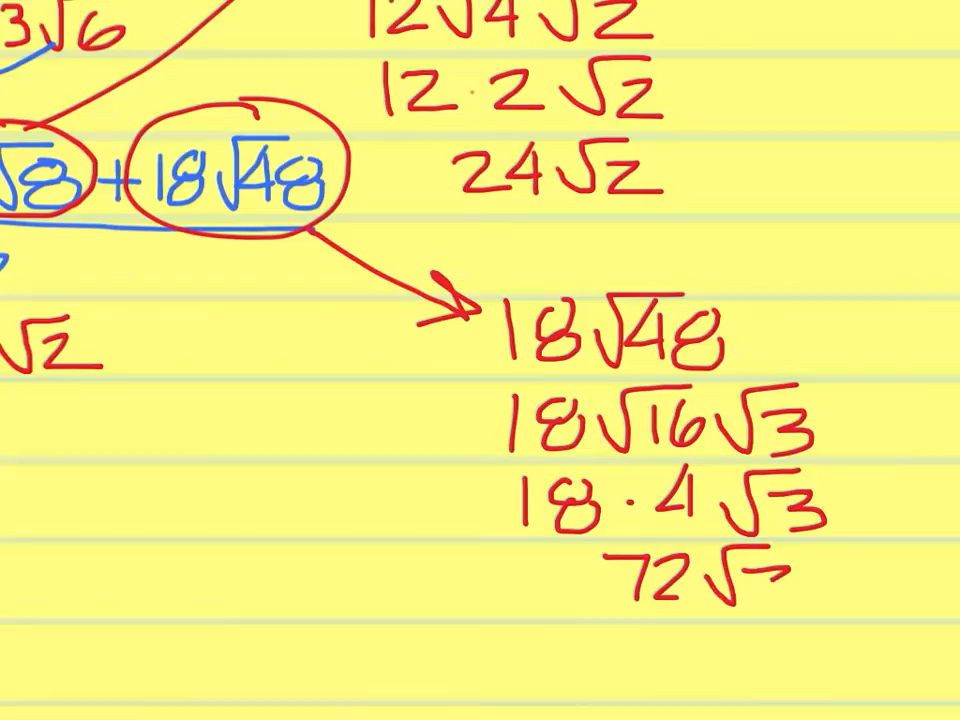 3√6
12√4 √2
12 · 2 √2
√8 + 18√48
24 √2
18√48
√2
18√16 √3
18 · 4 √3
72 √